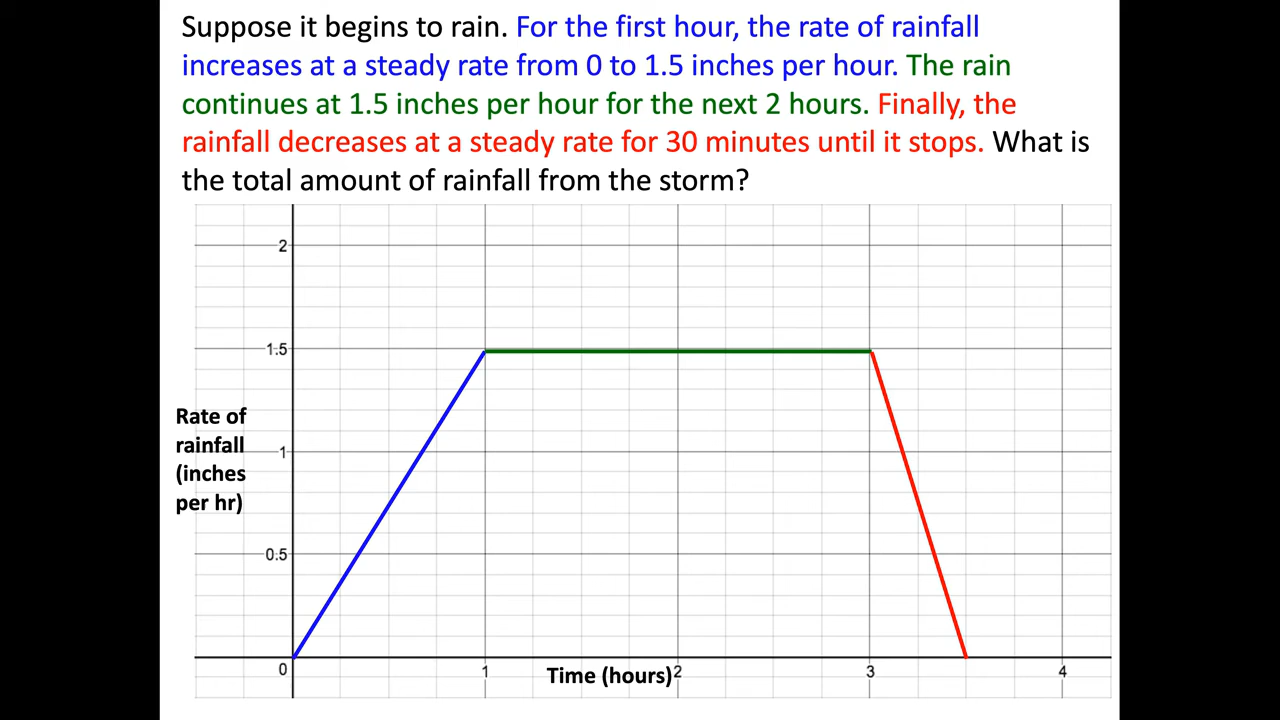 Suppose it begins to rain. For the first hour, the rate of rainfall
increases at a steady rate from 0 to 1.5 inches per hour. The rain
continues at 1.5 inches per hour for the next 2 hours. Finally, the
rainfall decreases at a steady rate for 30 minutes until it stops. What is
the total amount of rainfall from the storm?
2
1.5
Rate of
rainfall
(inches
per hr)
1
0.5
0
1
Time (hours)
2
3
4